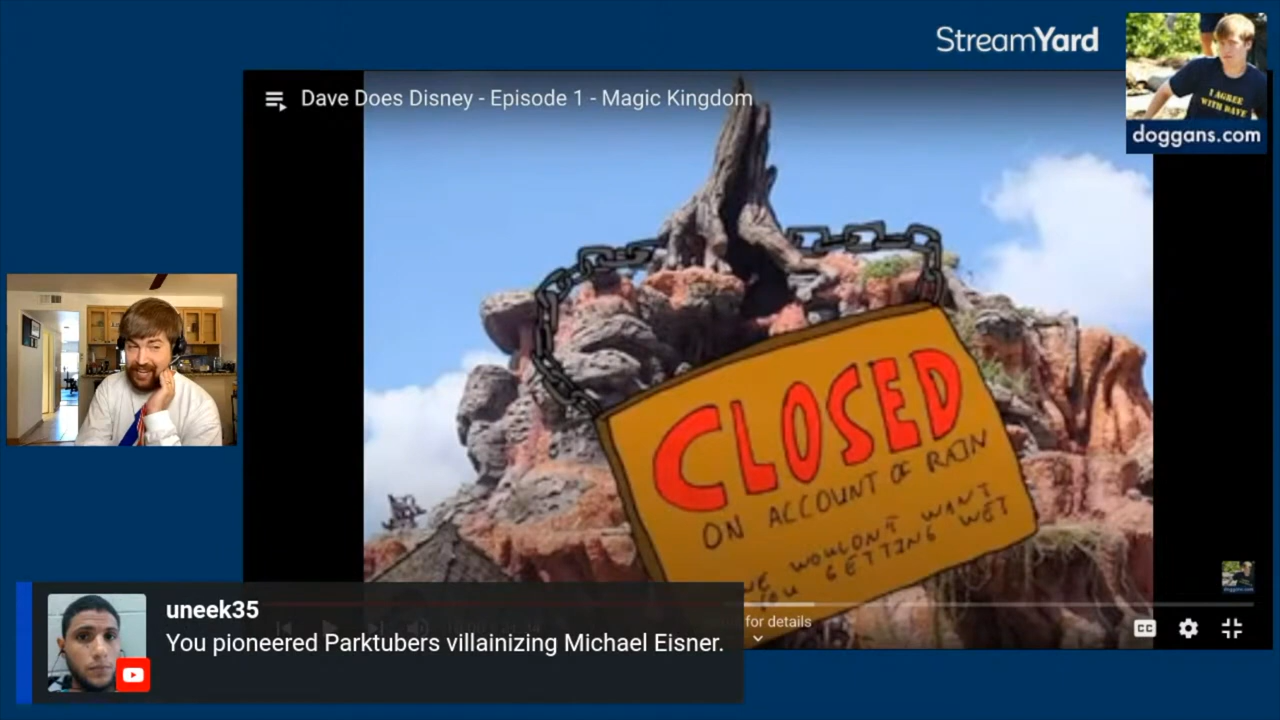 StreamYard
Dave Does Disney - Episode 1 - Magic Kingdom
I AGREE
WITH DAVE
doggans.com
CLOSED
ON ACCOUNT OF RAIN
WE WOULDN'T WANT
YOU GETTING WET
uneek35
You pioneered Parktubers villainizing Michael Eisner.
for details
CC